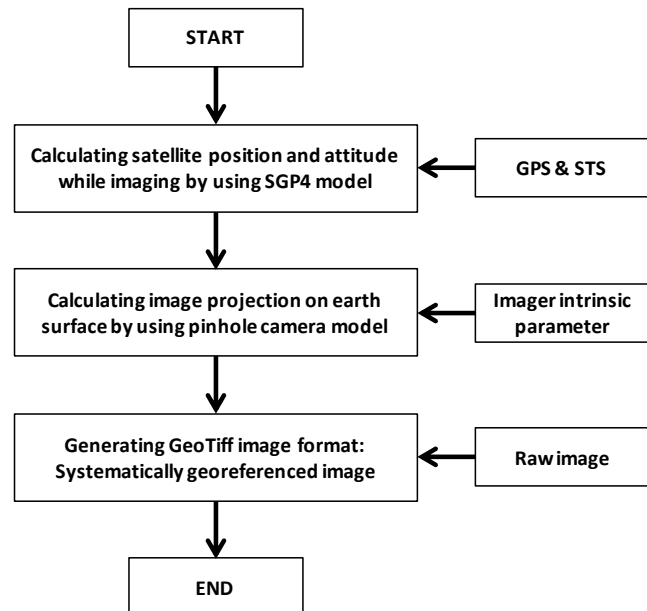 START
Calculating satellite position and attitude
while imaging by using SGP4 model
GPS & STS
Calculating image projection on earth
surface by using pinhole camera model
Imager intrinsic
parameter
Generating GeoTiff image format:
Systematically georeferenced image
Raw image
END